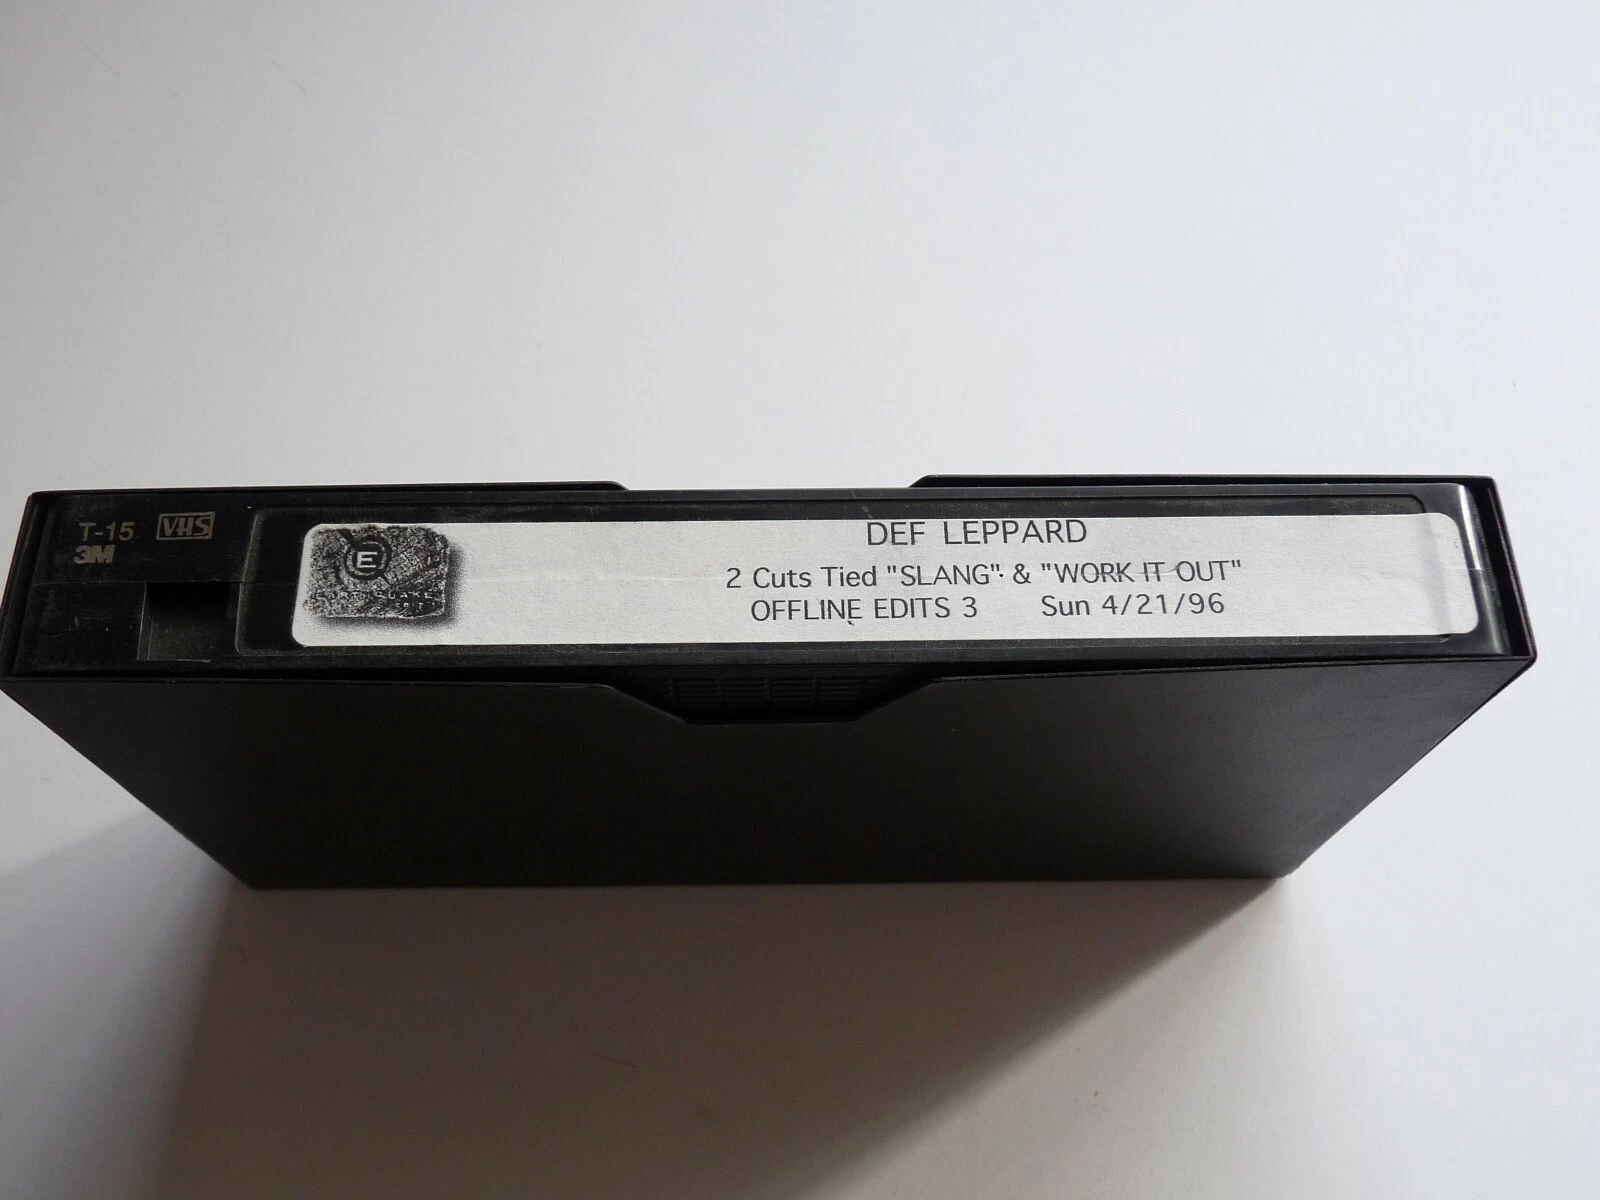 T-15 VHS
3M
E
DEF LEPPARD
2 Cuts Tied "SLANG" & "WORK IT OUT"
OFFLINE EDITS 3 Sun 4/21/96